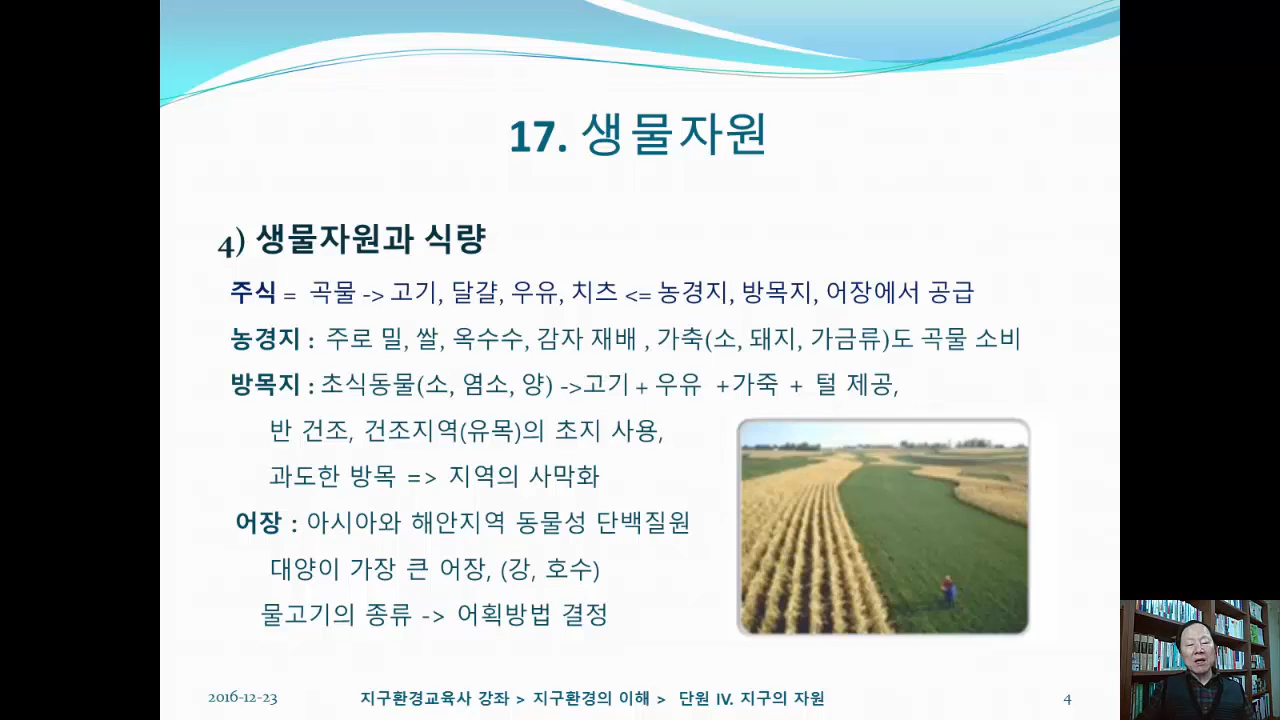 17. 생물자원
4) 생물자원과 식량
주식 = 곡물 -> 고기, 달걀, 우유, 치츠 <= 농경지, 방목지, 어장에서 공급
농경지 : 주로 밀, 쌀, 옥수수, 감자 재배 , 가축(소, 돼지, 가금류)도 곡물 소비
방목지 : 초식동물(소, 염소, 양) ->고기 + 우유 +가죽 + 털 제공,
반 건조, 건조지역(유목)의 초지 사용,
과도한 방목 => 지역의 사막화
어장 : 아시아와 해안지역 동물성 단백질원
대양이 가장 큰 어장, (강, 호수)
물고기의 종류 -> 어획방법 결정
2016-12-23 지구환경교육사 강좌 > 지구환경의 이해 > 단원 IV. 지구의 자원 4